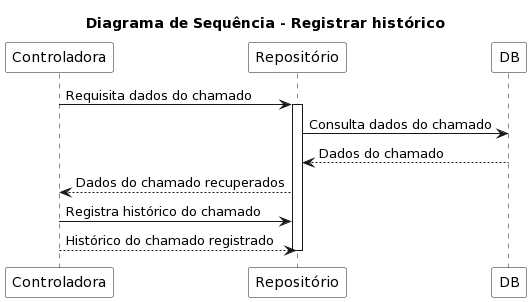 Diagrama de Sequência - Registrar histórico
Controladora
Repositório
DB
Requisita dados do chamado
Consulta dados do chamado
Dados do chamado
Dados do chamado recuperados
Registra histórico do chamado
Histórico do chamado registrado
Controladora
Repositório
DB